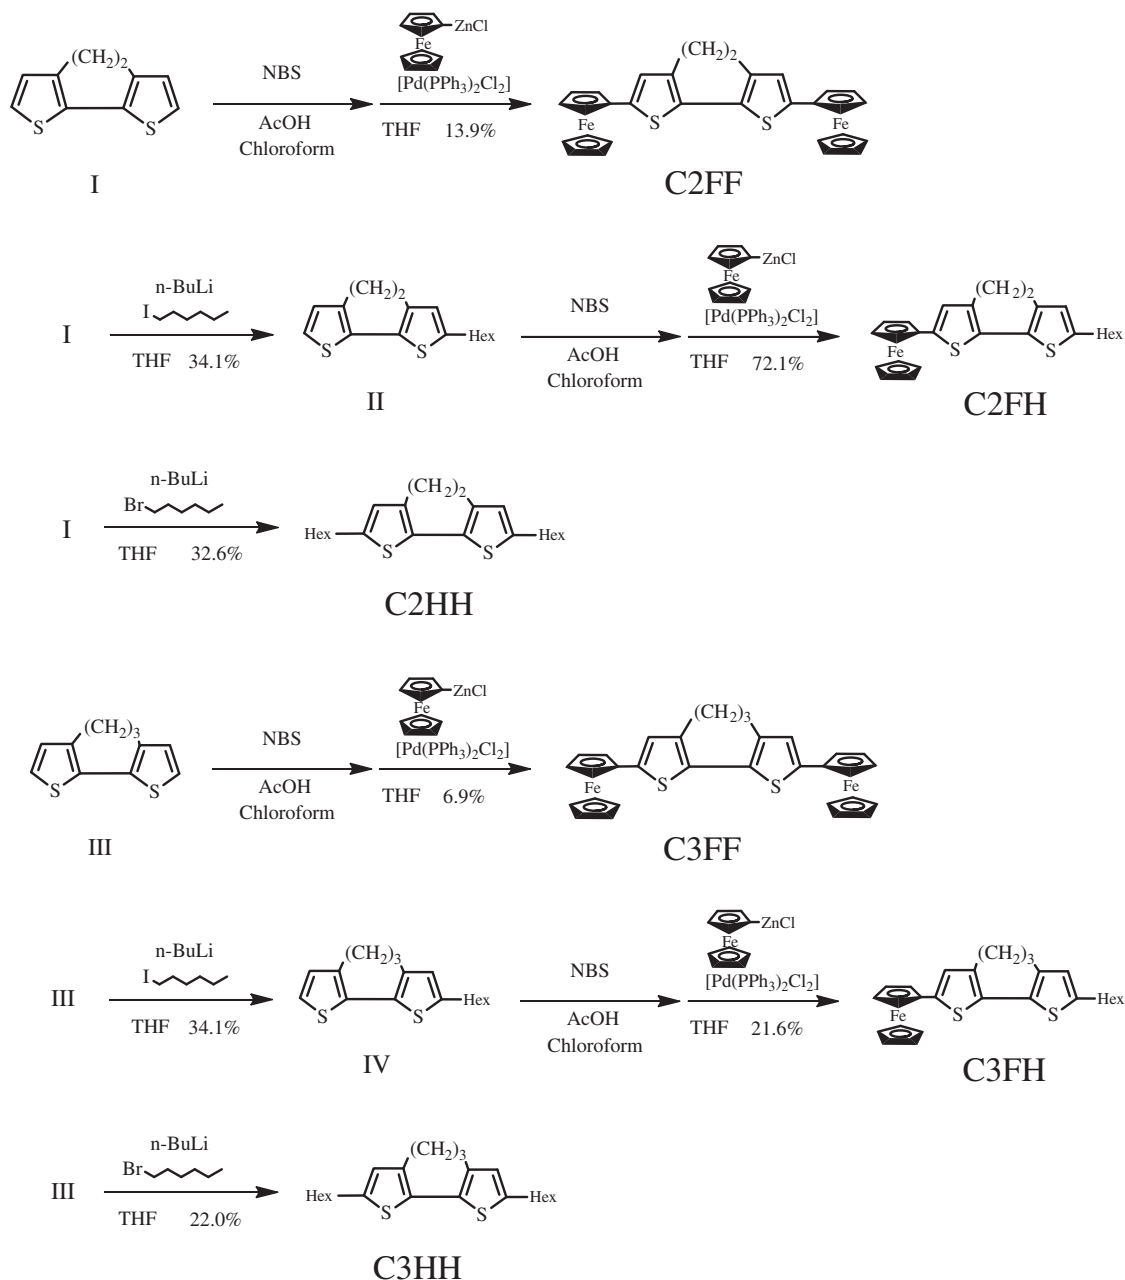 ZnCl
Fe
(CH₂)₂
NBS
[Pd(PPh₃)₂Cl₂]
(CH₂)₂
S
S
AcOH
THF 13.9%
Chloroform
Fe
S
S
Fe
I
C2FF
ZnCl
Fe
n-BuLi
I
(CH₂)₂
NBS
[Pd(PPh₃)₂Cl₂]
(CH₂)₂
I
THF 34.1%
S
S
Hex
AcOH
THF 72.1%
Chloroform
Fe
S
S
Hex
II
C2FH
n-BuLi
Br
(CH₂)₂
I
THF 32.6%
Hex
S
S
Hex
C2HH
ZnCl
Fe
(CH₂)₃
NBS
[Pd(PPh₃)₂Cl₂]
(CH₂)₃
S
S
AcOH
THF 6.9%
Chloroform
Fe
S
S
Fe
III
C3FF
ZnCl
Fe
n-BuLi
I
(CH₂)₃
NBS
[Pd(PPh₃)₂Cl₂]
(CH₂)₃
III
THF 34.1%
S
S
Hex
AcOH
THF 21.6%
Chloroform
Fe
S
S
Hex
IV
C3FH
n-BuLi
Br
(CH₂)₃
III
THF 22.0%
Hex
S
S
Hex
C3HH